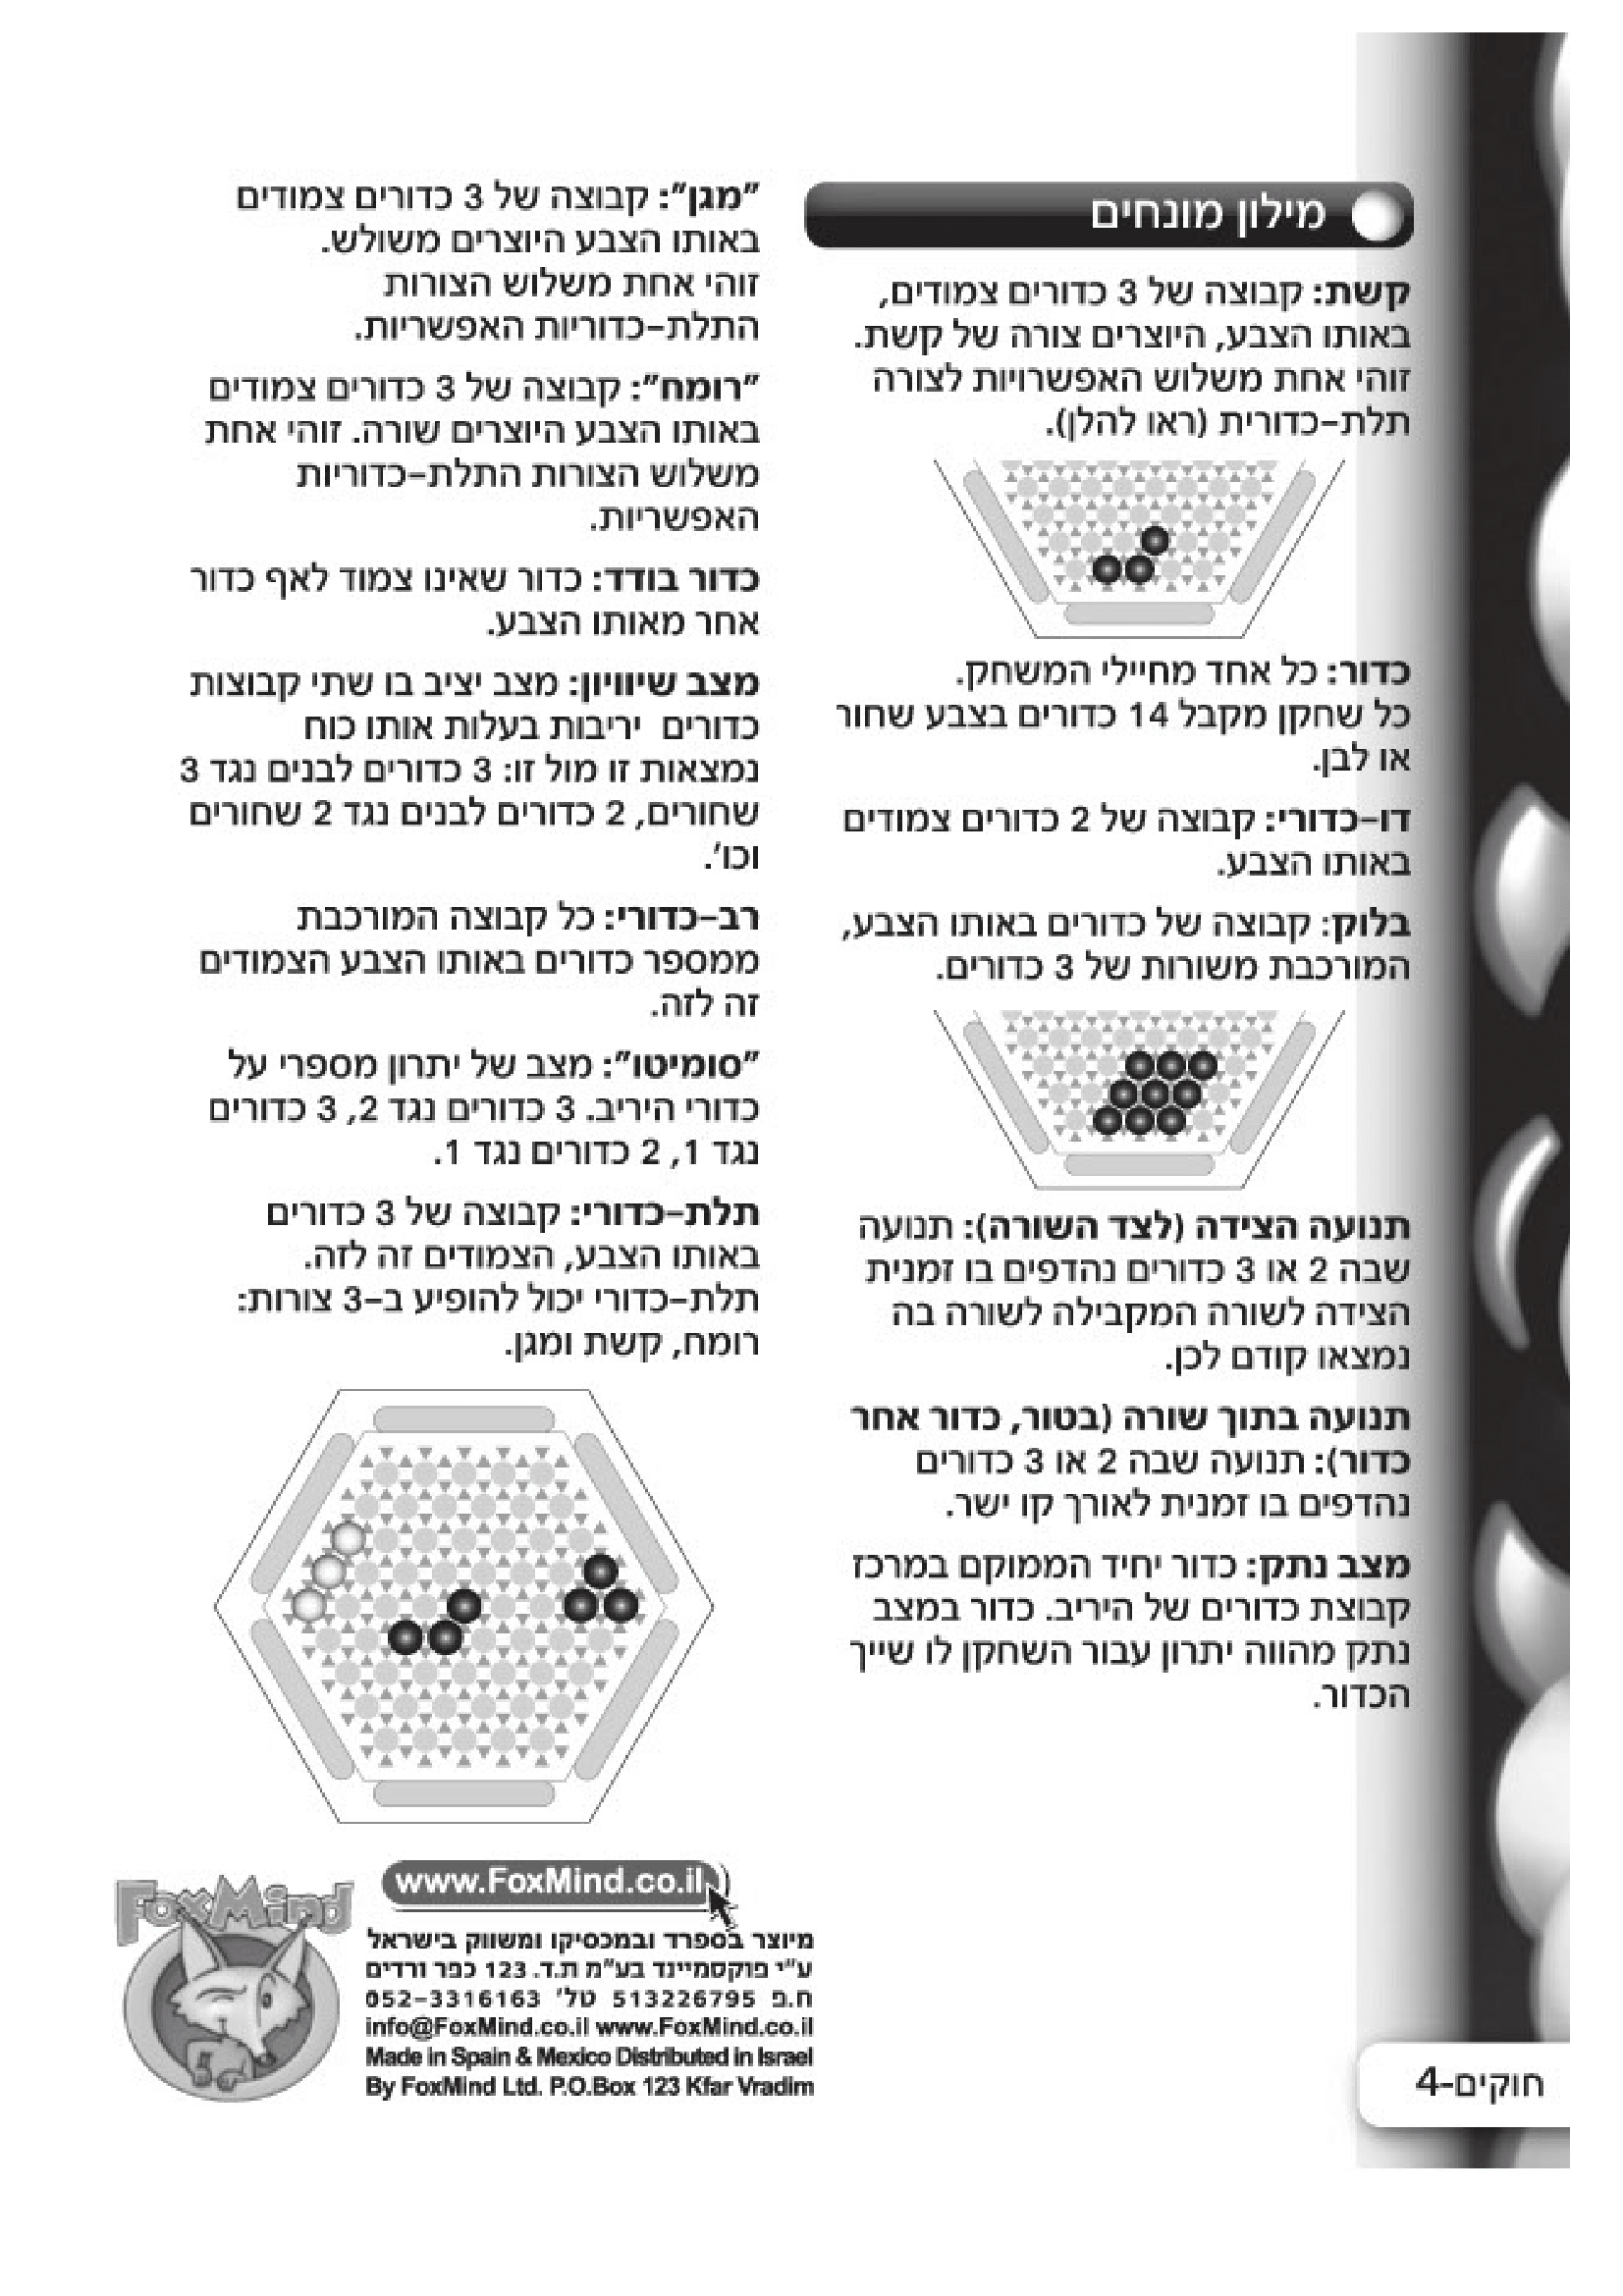 מילון מונחים
קשת: קבוצה של 3 כדורים צמודים,
באותו הצבע, היוצרים צורה של קשת.
זוהי אחת משלוש האפשרויות לצורה
תלת-כדורית (ראו להלן).
כדור: כל אחד מחיילי המשחק.
כל שחקן מקבל 14 כדורים בצבע שחור
או לבן.
דו-כדורי: קבוצה של 2 כדורים צמודים
באותו הצבע.
בלוק: קבוצה של כדורים באותו הצבע,
המורכבת משורות של 3 כדורים.
תנועה הצידה (לצד השורה): תנועה
שבה 2 או 3 כדורים נהדפים בו זמנית
הצידה לשורה המקבילה לשורה בה
נמצאו קודם לכן.
תנועה בתוך שורה (בטור, כדור אחר
כדור): תנועה שבה 2 או 3 כדורים
נהדפים בו זמנית לאורך קו ישר.
מצב נתק: כדור יחיד הממוקם במרכז
קבוצת כדורים של היריב. כדור במצב
נתק מהווה יתרון עבור השחקן לו שייך
הכדור.
"מגן": קבוצה של 3 כדורים צמודים
באותו הצבע היוצרים משולש.
זוהי אחת משלוש הצורות
התלת-כדוריות האפשריות.
"רומח": קבוצה של 3 כדורים צמודים
באותו הצבע היוצרים שורה. זוהי אחת
משלוש הצורות התלת-כדוריות
האפשריות.
כדור בודד: כדור שאינו צמוד לאף כדור
אחר מאותו הצבע.
מצב שיוויון: מצב יציב בו שתי קבוצות
כדורים יריבות בעלות אותו כוח
נמצאות זו מול זו: 3 כדורים לבנים נגד 3
שחורים, 2 כדורים לבנים נגד 2 שחורים
וכו'.
רב-כדורי: כל קבוצה המורכבת
ממספר כדורים באותו הצבע הצמודים
זה לזה.
"סומיטו": מצב של יתרון מספרי על
כדורי היריב. 3 כדורים נגד 2, 3 כדורים
נגד 1, 2 כדורים נגד 1.
תלת-כדורי: קבוצה של 3 כדורים
באותו הצבע, הצמודים זה לזה.
תלת-כדורי יכול להופיע ב-3 צורות:
רומח, קשת ומגן.
FoxMind
www.FoxMind.co.il
מיוצר בספרד ובמכסיקו ומשווק בישראל
ע"י פוקסמיינד בע"מ ת.ד. 123 כפר ורדים
ח.פ 513226795 טל' 052-3316163
info@FoxMind.co.il www.FoxMind.co.il
Made in Spain & Mexico Distributed in Israel
By FoxMind Ltd. P.O.Box 123 Kfar Vradim
חוקים-4